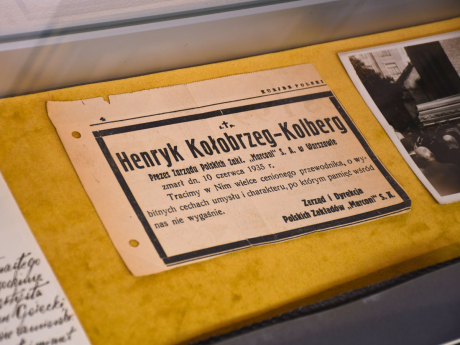 4
KURJER POLSKI
Henryk Kołobrzeg-Kolberg
Prezes Zarządu Polskich Zakł. „Marconi” S. A. w Warszawie
zmarł dn. 10 czerwca 1935 r.
Tracimy w Nim wielce cenionego przewodnika, o wy-
bitnych cechach umysłu i charakteru, po którym pamięć wśród
nas nie wygaśnie.
Zarząd i Dyrekcja
Polskich Zakładów „Marconi” S. A.